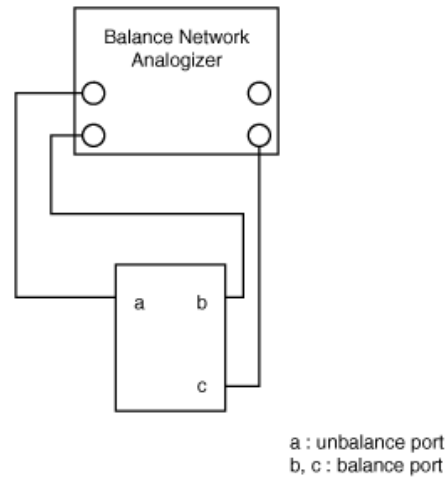 Balance Network
Analogizer
a
b
c
a : unbalance port
b, c : balance port